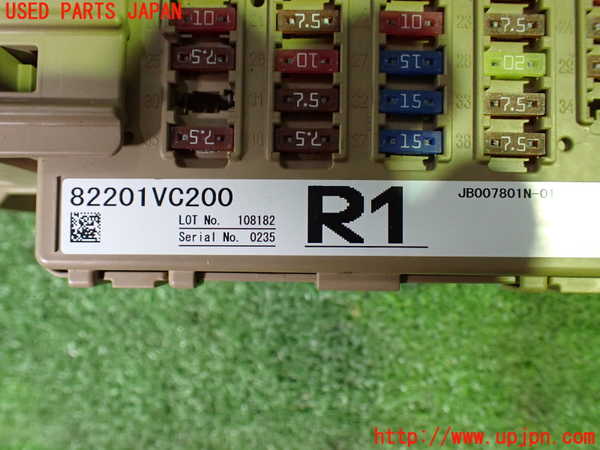 USED PARTS JAPAN
10 7.5 10 7.5
7.5 10 15 20
7.5 15 7.5
7.5 7.5 15 7.5
82201VC200
LOT No. 108182
Serial No. 0235
R1
JB007801N-01
http://www.upjpn.com